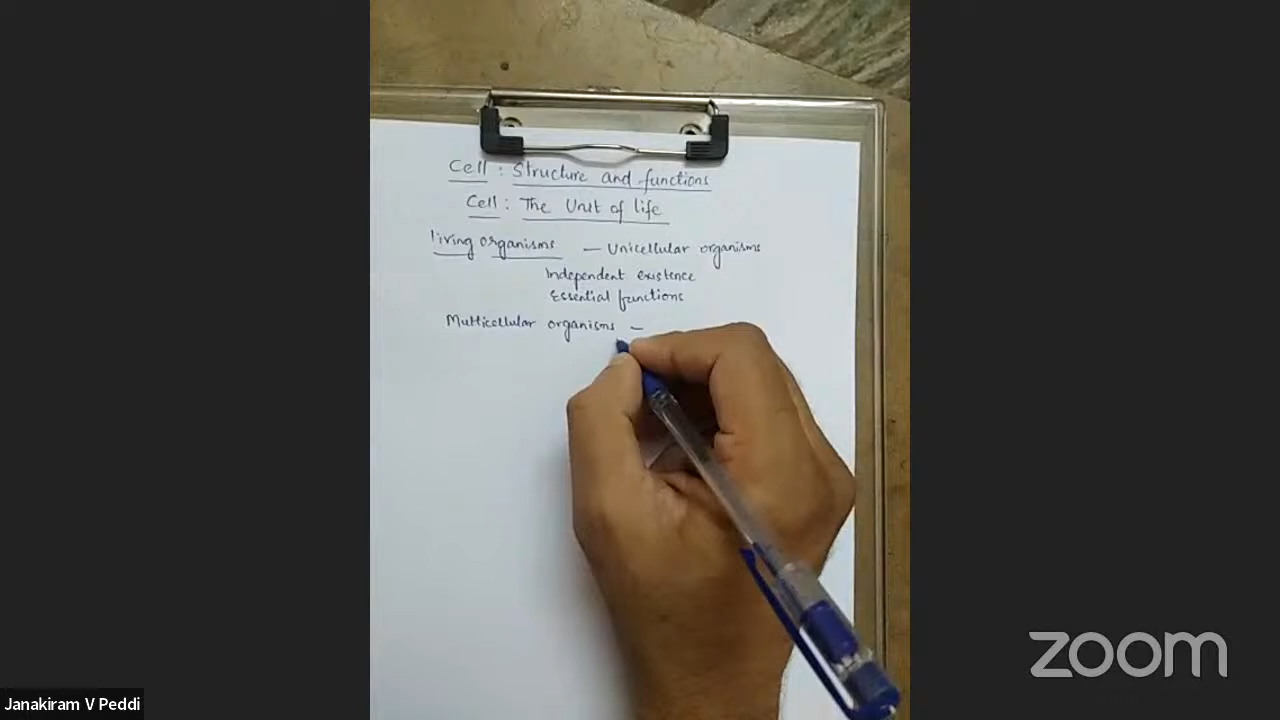 Cell : Structure and functions
Cell : The Unit of life
living organisms — Unicellular organisms
Independent existence
Essential functions
Multicellular organisms —
zoom
Janakiram V Peddi